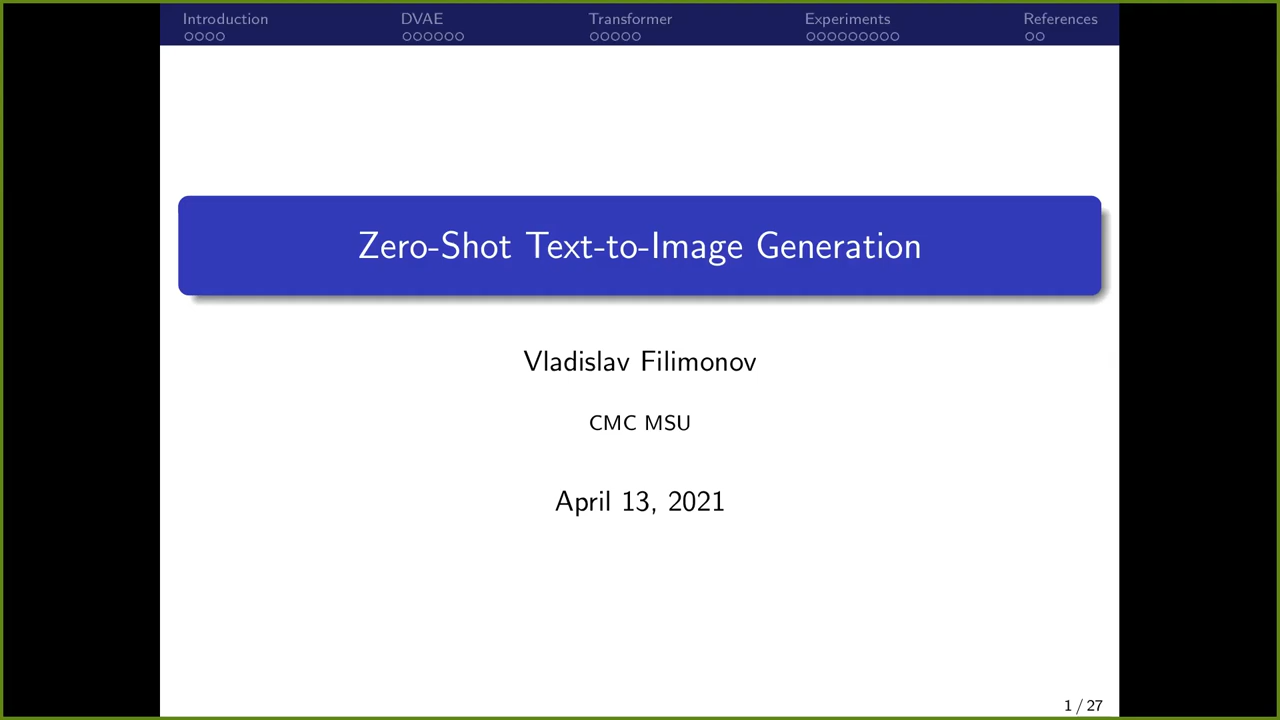 Introduction DVAE Transformer Experiments References
Zero-Shot Text-to-Image Generation
Vladislav Filimonov
CMC MSU
April 13, 2021
1 / 27